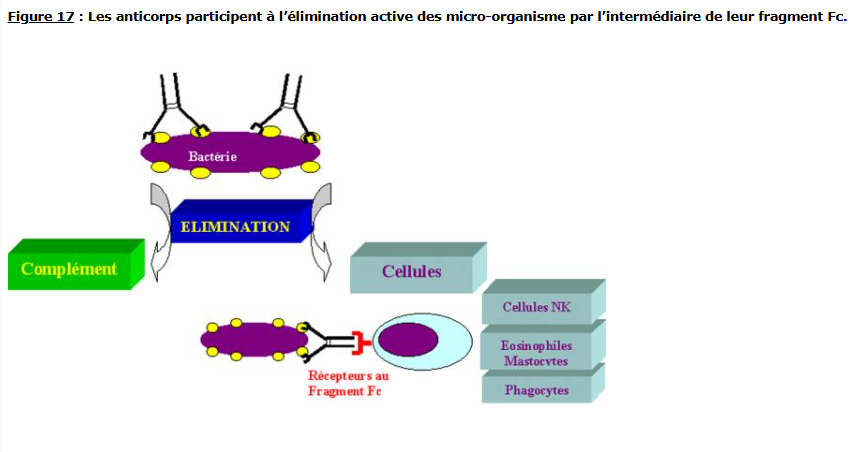 Figure 17 : Les anticorps participent à l’élimination active des micro-organisme par l’intermédiaire de leur fragment Fc.
Bactérie
ELIMINATION
Complément
Cellules
Cellules NK
Eosinophiles
Mastocytes
Récepteurs au
Fragment Fc
Phagocytes